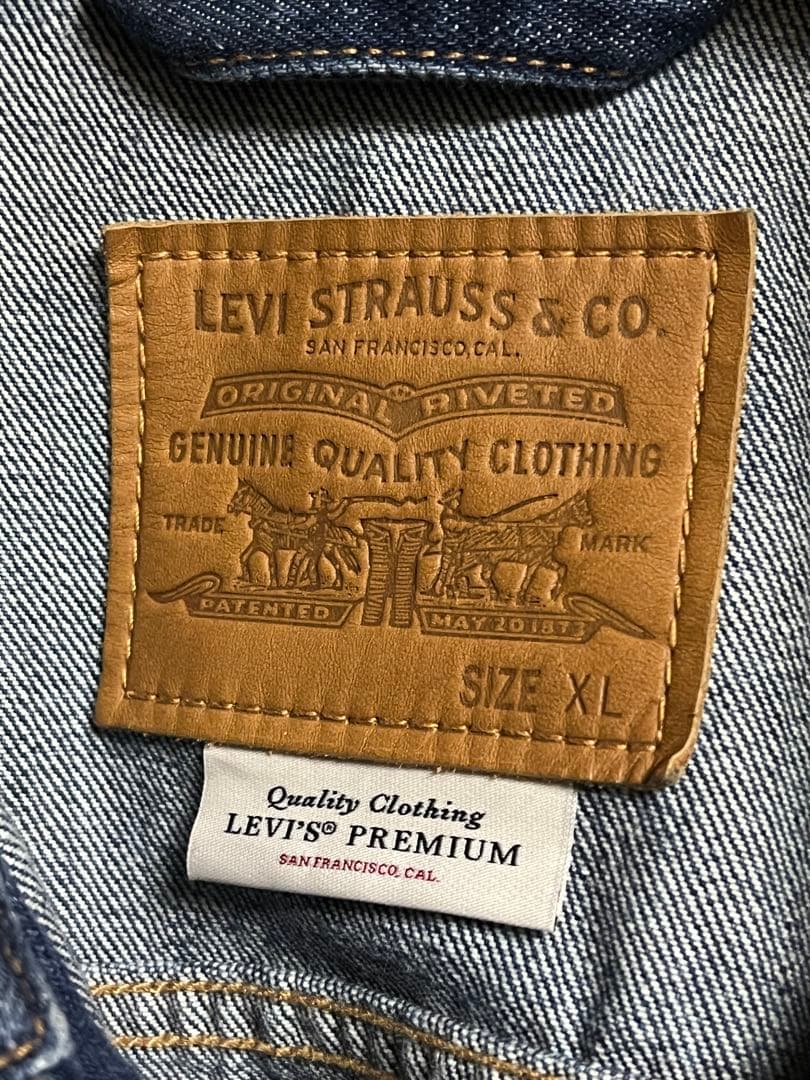 LEVI STRAUSS & CO.
SAN FRANCISCO, CAL.
ORIGINAL RIVETED
GENUINE QUALITY CLOTHING
TRADE MARK
PATENTED MAY 20 1873
SIZE XL
Quality Clothing
LEVI'S® PREMIUM
SAN FRANCISCO, CAL.